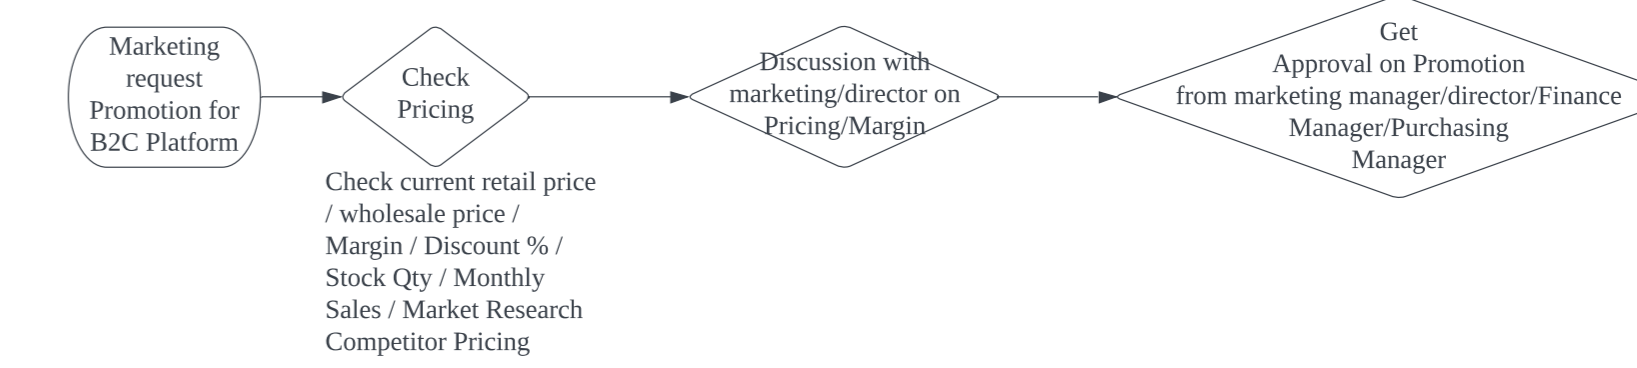 Marketing
request
Promotion for
B2C Platform
Check
Pricing
Check current retail price
/ wholesale price /
Margin / Discount % /
Stock Qty / Monthly
Sales / Market Research
Competitor Pricing
Discussion with
marketing/director on
Pricing/Margin
Get
Approval on Promotion
from marketing manager/director/Finance
Manager/Purchasing
Manager